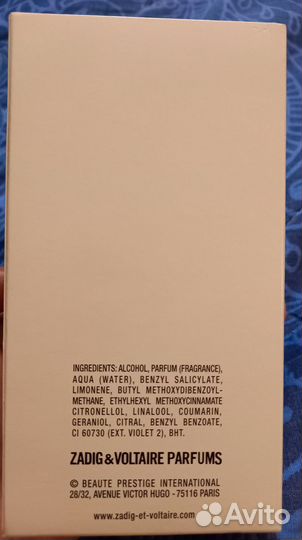 INGREDIENTS: ALCOHOL, PARFUM (FRAGRANCE),
AQUA (WATER), BENZYL SALICYLATE,
LIMONENE, BUTYL METHOXYDIBENZOYL-
METHANE, ETHYLHEXYL METHOXYCINNAMATE
CITRONELLOL, LINALOOL, COUMARIN,
GERANIOL, CITRAL, BENZYL BENZOATE,
CI 60730 (EXT. VIOLET 2), BHT.
ZADIG&VOLTAIRE PARFUMS
© BEAUTE PRESTIGE INTERNATIONAL
28/32, AVENUE VICTOR HUGO - 75116 PARIS
www.zadig-et-voltaire.com
Avito